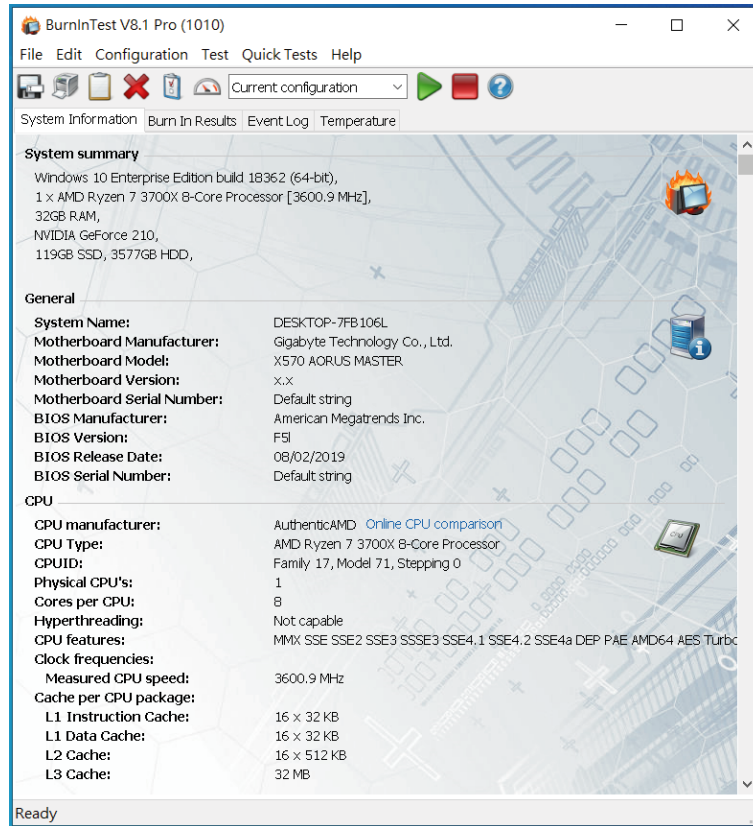 BurnInTest V8.1 Pro (1010)
File Edit Configuration Test Quick Tests Help
Current configuration
System Information Burn In Results Event Log Temperature
System summary
Windows 10 Enterprise Edition build 18362 (64-bit),
1 x AMD Ryzen 7 3700X 8-Core Processor [3600.9 MHz],
32GB RAM,
NVIDIA GeForce 210,
119GB SSD, 3577GB HDD,
General
System Name: DESKTOP-7FB106L
Motherboard Manufacturer: Gigabyte Technology Co., Ltd.
Motherboard Model: X570 AORUS MASTER
Motherboard Version: x.x
Motherboard Serial Number: Default string
BIOS Manufacturer: American Megatrends Inc.
BIOS Version: F5l
BIOS Release Date: 08/02/2019
BIOS Serial Number: Default string
CPU
CPU manufacturer: AuthenticAMD Online CPU comparison
CPU Type: AMD Ryzen 7 3700X 8-Core Processor
CPUID: Family 17, Model 71, Stepping 0
Physical CPU's: 1
Cores per CPU: 8
Hyperthreading: Not capable
CPU features: MMX SSE SSE2 SSE3 SSSE3 SSE4.1 SSE4.2 SSE4a DEP PAE AMD64 AES Turbo
Clock frequencies:
Measured CPU speed: 3600.9 MHz
Cache per CPU package:
L1 Instruction Cache: 16 x 32 KB
L1 Data Cache: 16 x 32 KB
L2 Cache: 16 x 512 KB
L3 Cache: 32 MB
Ready